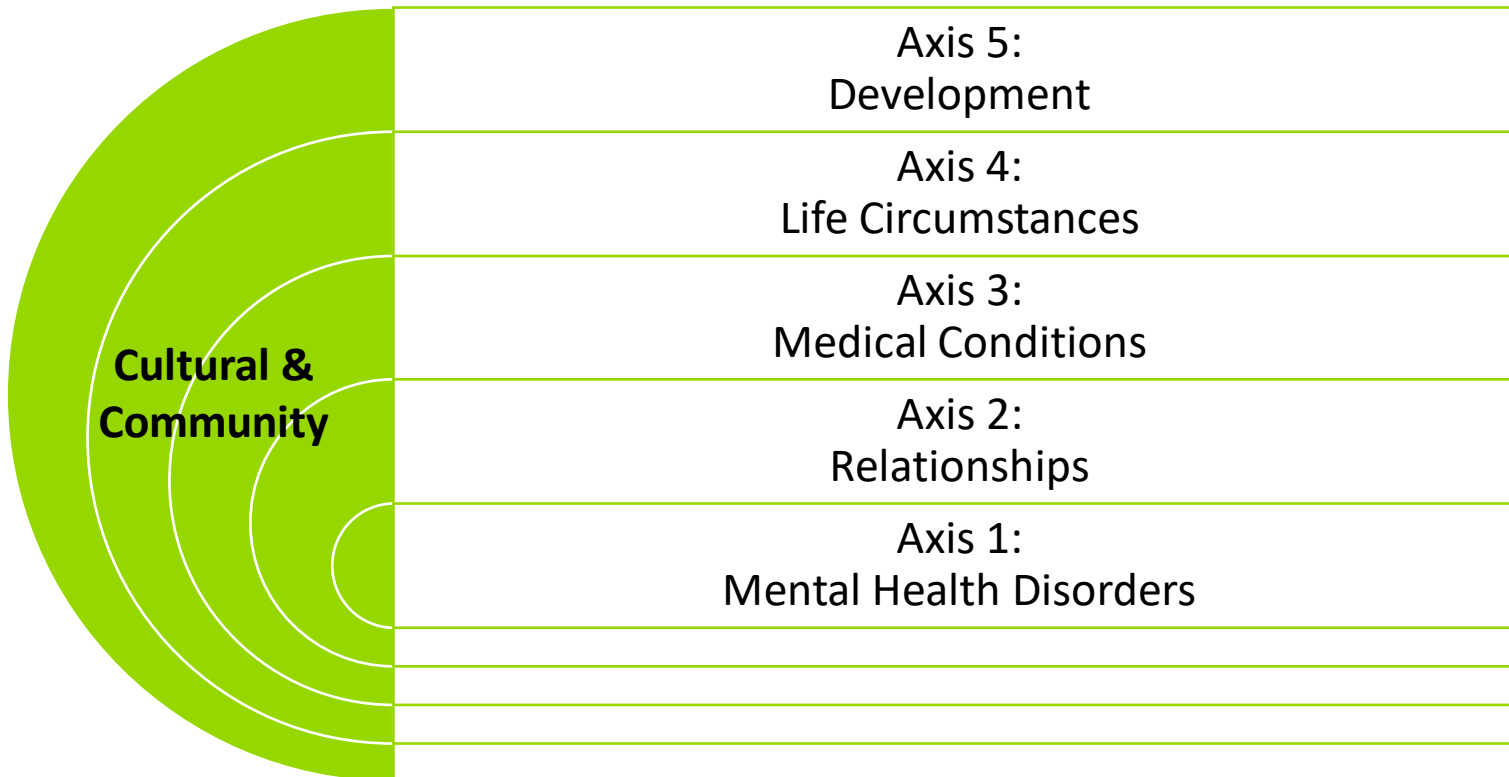 Cultural &
Community
Axis 5:
Development
Axis 4:
Life Circumstances
Axis 3:
Medical Conditions
Axis 2:
Relationships
Axis 1:
Mental Health Disorders